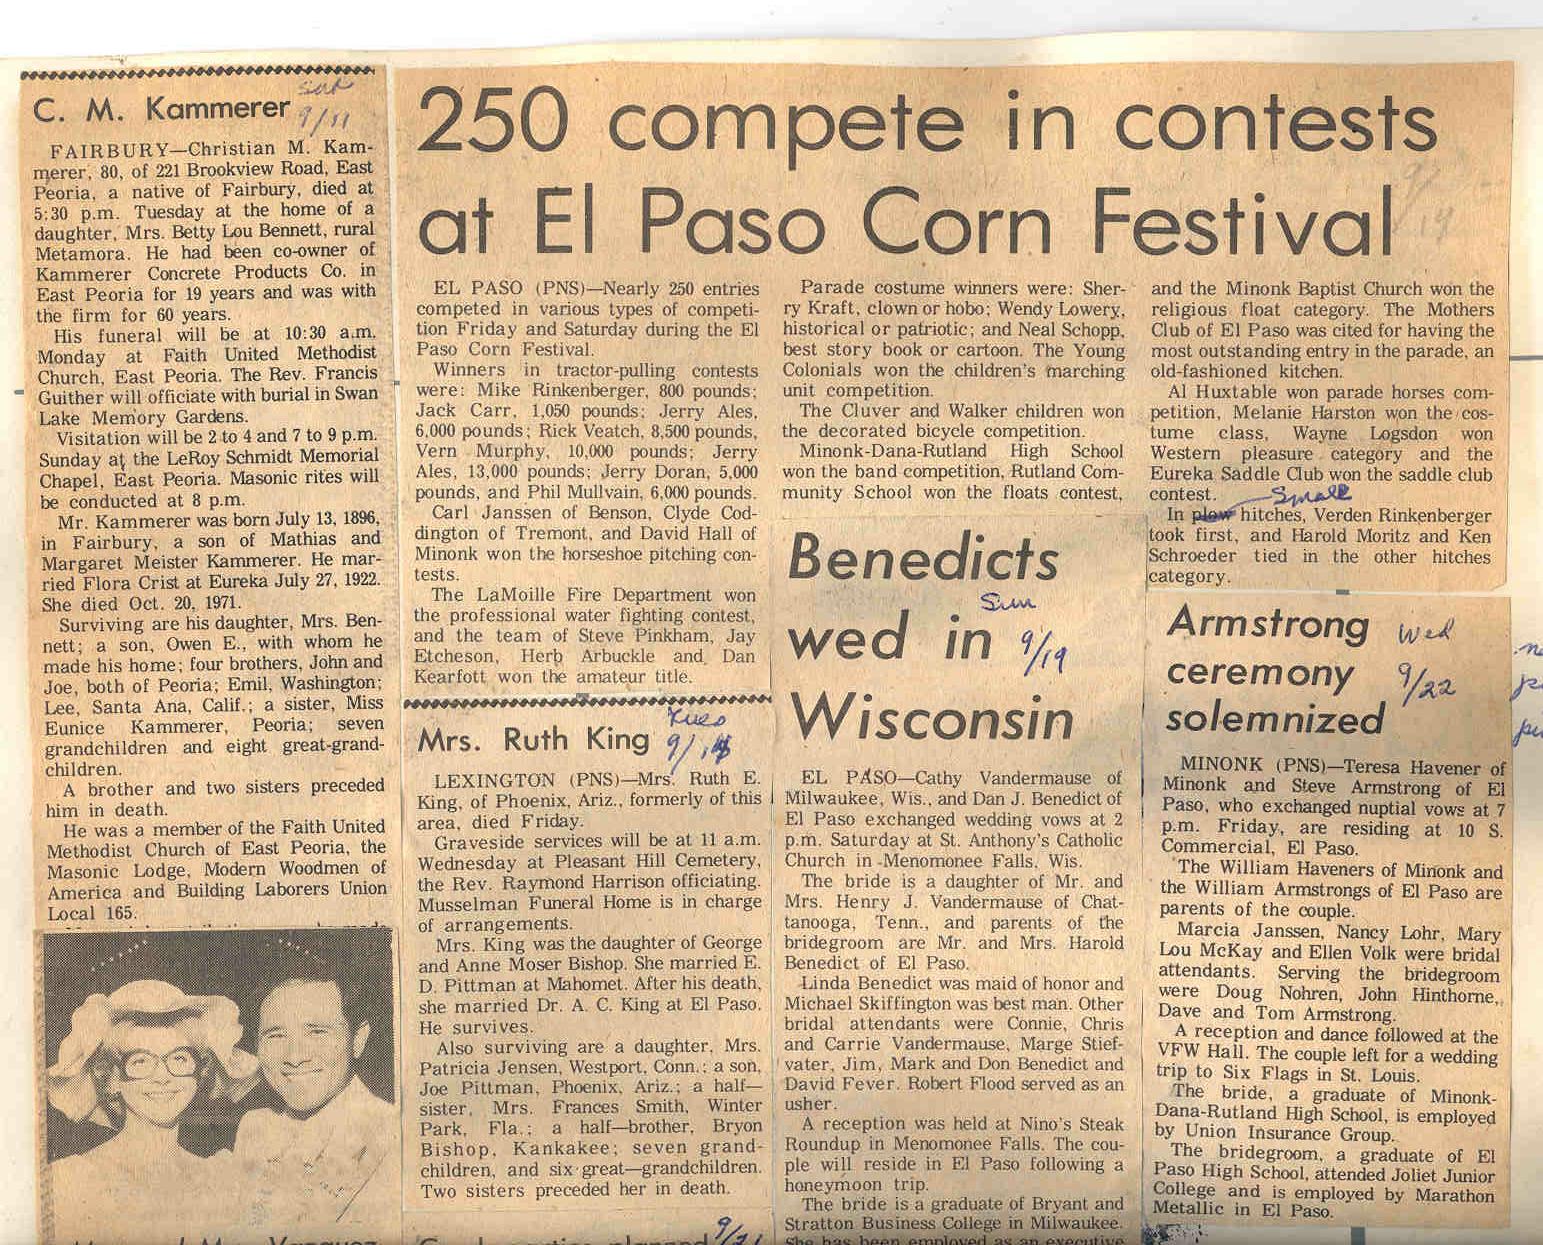 C. M. Kammerer
Sat
9/11
FAIRBURY—Christian M. Kam-
merer, 80, of 221 Brookview Road, East
Peoria, a native of Fairbury, died at
5:30 p.m. Tuesday at the home of a
daughter, Mrs. Betty Lou Bennett, rural
Metamora. He had been co-owner of
Kammerer Concrete Products Co. in
East Peoria for 19 years and was with
the firm for 60 years.
His funeral will be at 10:30 a.m.
Monday at Faith United Methodist
Church, East Peoria. The Rev. Francis
Guither will officiate with burial in Swan
Lake Memory Gardens.
Visitation will be 2 to 4 and 7 to 9 p.m.
Sunday at the LeRoy Schmidt Memorial
Chapel, East Peoria. Masonic rites will
be conducted at 8 p.m.
Mr. Kammerer was born July 13, 1896,
in Fairbury, a son of Mathias and
Margaret Meister Kammerer. He mar-
ried Flora Crist at Eureka July 27, 1922.
She died Oct. 20, 1971.
Surviving are his daughter, Mrs. Ben-
nett; a son, Owen E., with whom he
made his home; four brothers, John and
Joe, both of Peoria; Emil, Washington;
Lee, Santa Ana, Calif.; a sister, Miss
Eunice Kammerer, Peoria; seven
grandchildren and eight great-grand-
children.
A brother and two sisters preceded
him in death.
He was a member of the Faith United
Methodist Church of East Peoria, the
Masonic Lodge, Modern Woodmen of
America and Building Laborers Union
Local 165.
250 compete in contests
at El Paso Corn Festival
9/
19
EL PASO (PNS)—Nearly 250 entries
competed in various types of competi-
tion Friday and Saturday during the El
Paso Corn Festival.
Winners in tractor-pulling contests
were: Mike Rinkenberger, 800 pounds;
Jack Carr, 1,050 pounds; Jerry Ales,
6,000 pounds; Rick Veatch, 8,500 pounds,
Vern Murphy, 10,000 pounds; Jerry
Ales, 13,000 pounds; Jerry Doran, 5,000
pounds, and Phil Mullvain, 6,000 pounds.
Carl Janssen of Benson, Clyde Cod-
dington of Tremont, and David Hall of
Minonk won the horseshoe pitching con-
tests.
The LaMoille Fire Department won
the professional water fighting contest,
and the team of Steve Pinkham, Jay
Etcheson, Herb Arbuckle and Dan
Kearfott won the amateur title.
Parade costume winners were: Sher-
ry Kraft, clown or hobo; Wendy Lowery,
historical or patriotic; and Neal Schopp,
best story book or cartoon. The Young
Colonials won the children's marching
unit competition.
The Cluver and Walker children won
the decorated bicycle competition.
Minonk-Dana-Rutland High School
won the band competition, Rutland Com-
munity School won the floats contest,
and the Minonk Baptist Church won the
religious float category. The Mothers
Club of El Paso was cited for having the
most outstanding entry in the parade, an
old-fashioned kitchen.
Al Huxtable won parade horses com-
petition, Melanie Harston won the cos-
tume class, Wayne Logsdon won
Western pleasure category and the
Eureka Saddle Club won the saddle club
contest.
Small
In plow hitches, Verden Rinkenberger
took first, and Harold Moritz and Ken
Schroeder tied in the other hitches
category.
Mrs. Ruth King
Tues
9/14
LEXINGTON (PNS)—Mrs. Ruth E.
King, of Phoenix, Ariz., formerly of this
area, died Friday.
Graveside services will be at 11 a.m.
Wednesday at Pleasant Hill Cemetery,
the Rev. Raymond Harrison officiating.
Musselman Funeral Home is in charge
of arrangements.
Mrs. King was the daughter of George
and Anne Moser Bishop. She married E.
D. Pittman at Mahomet. After his death,
she married Dr. A. C. King at El Paso.
He survives.
Also surviving are a daughter, Mrs.
Patricia Jensen, Westport, Conn.; a son,
Joe Pittman, Phoenix, Ariz.; a half—
sister, Mrs. Frances Smith, Winter
Park, Fla.; a half—brother, Bryon
Bishop, Kankakee; seven grand-
children, and six great—grandchildren.
Two sisters preceded her in death.
9/21
Benedicts
wed in
Wisconsin
Sun
9/19
EL PASO—Cathy Vandermause of
Milwaukee, Wis., and Dan J. Benedict of
El Paso exchanged wedding vows at 2
p.m. Saturday at St. Anthony's Catholic
Church in Menomonee Falls, Wis.
The bride is a daughter of Mr. and
Mrs. Henry J. Vandermause of Chat-
tanooga, Tenn., and parents of the
bridegroom are Mr. and Mrs. Harold
Benedict of El Paso.
Linda Benedict was maid of honor and
Michael Skiffington was best man. Other
bridal attendants were Connie, Chris
and Carrie Vandermause, Marge Stief-
vater, Jim, Mark and Don Benedict and
David Fever. Robert Flood served as an
usher.
A reception was held at Nino's Steak
Roundup in Menomonee Falls. The cou-
ple will reside in El Paso following a
honeymoon trip.
The bride is a graduate of Bryant and
Stratton Business College in Milwaukee.
She has been employed as an executive
Armstrong
ceremony
solemnized
Wed
9/22
MINONK (PNS)—Teresa Havener of
Minonk and Steve Armstrong of El
Paso, who exchanged nuptial vows at 7
p.m. Friday, are residing at 10 S.
Commercial, El Paso.
The William Haveners of Minonk and
the William Armstrongs of El Paso are
parents of the couple.
Marcia Janssen, Nancy Lohr, Mary
Lou McKay and Ellen Volk were bridal
attendants. Serving the bridegroom
were Doug Nohren, John Hinthorne,
Dave and Tom Armstrong.
A reception and dance followed at the
VFW Hall. The couple left for a wedding
trip to Six Flags in St. Louis.
The bride, a graduate of Minonk-
Dana-Rutland High School, is employed
by Union Insurance Group.
The bridegroom, a graduate of El
Paso High School, attended Joliet Junior
College and is employed by Marathon
Metallic in El Paso.